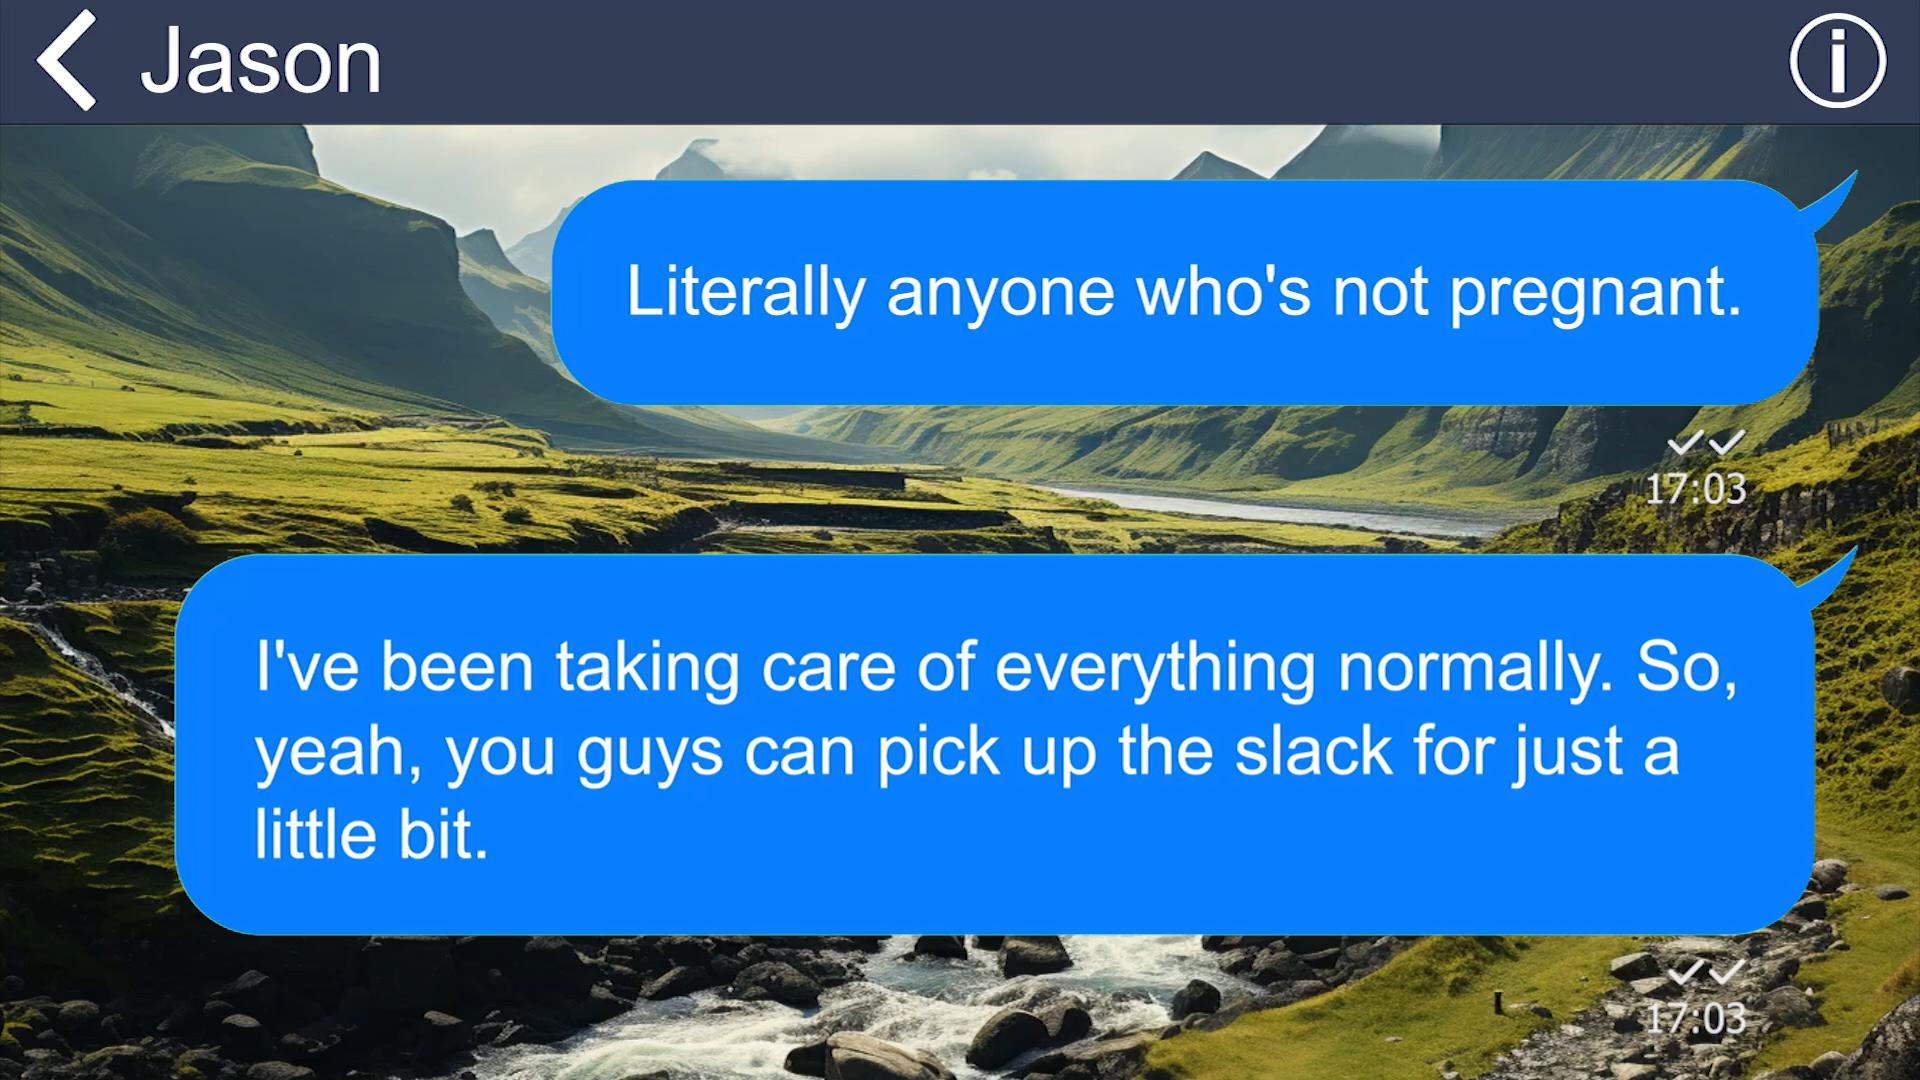 Jason
Literally anyone who's not pregnant.
17:03
I've been taking care of everything normally. So,
yeah, you guys can pick up the slack for just a
little bit.
17:03